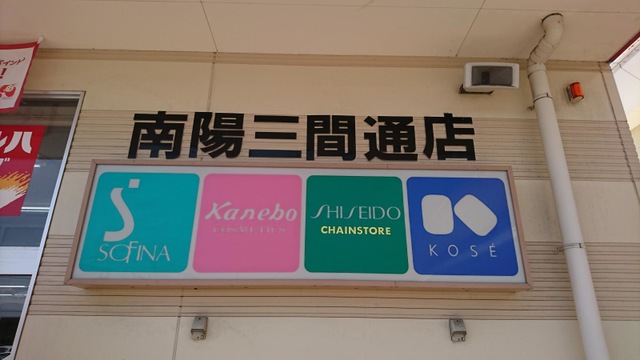 南陽三間通店
SOFINA
Kanebo
COSMETICS
SHISEIDO
CHAINSTORE
KOSÉ